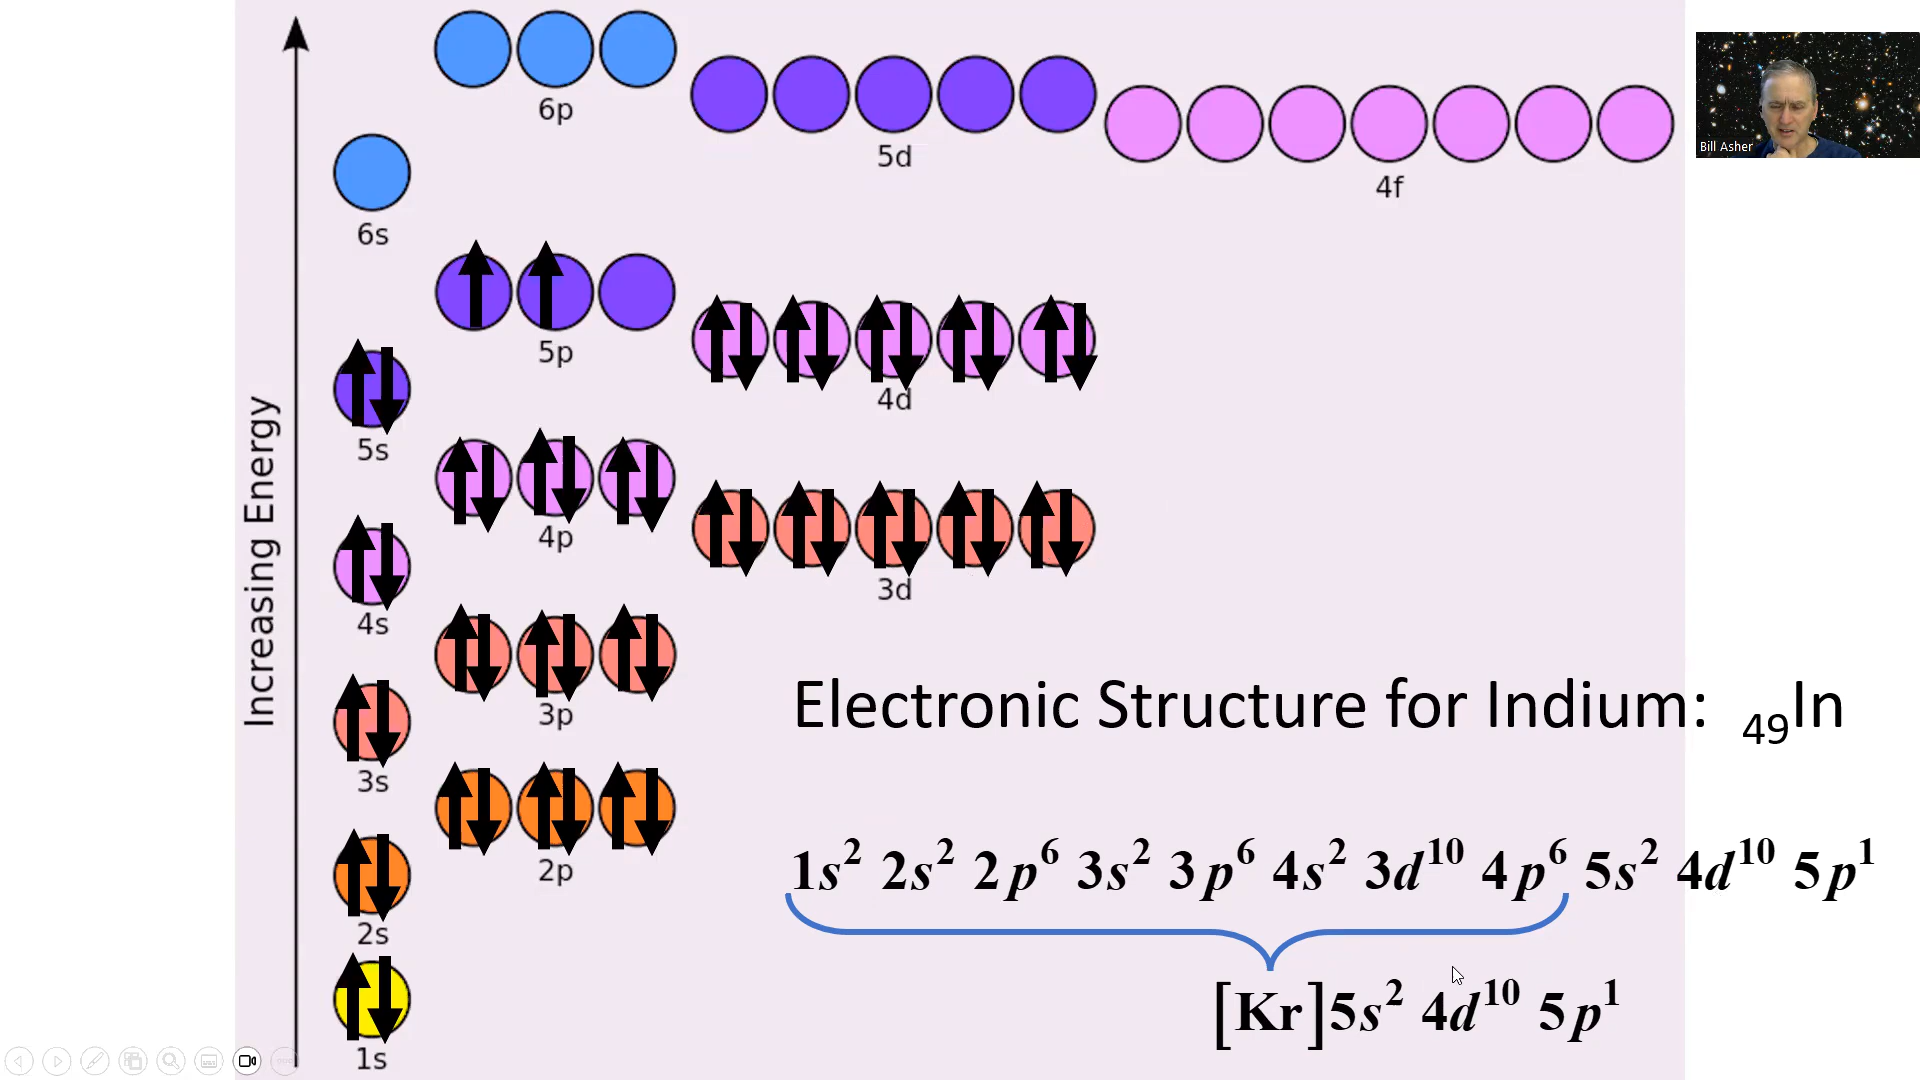 6p
5d
4f
6s
5p
4d
5s
4p
3d
4s
3p
3s
2p
2s
1s
Increasing Energy
Electronic Structure for Indium: ₄₉In
1s² 2s² 2p⁶ 3s² 3p⁶ 4s² 3d¹⁰ 4p⁶ 5s² 4d¹⁰ 5p¹
[Kr]5s² 4d¹⁰ 5p¹
Bill Asher